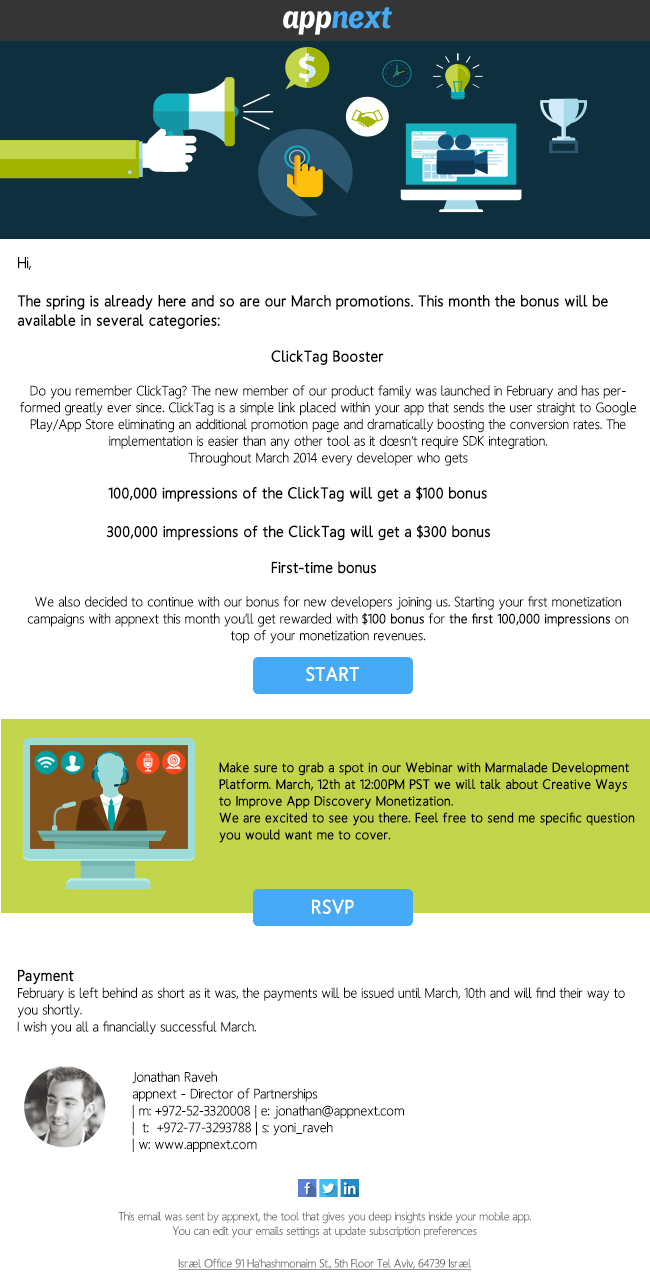 appnext
$
Hi,
The spring is already here and so are our March promotions. This month the bonus will be
available in several categories:
ClickTag Booster
Do you remember ClickTag? The new member of our product family was launched in February and has per-
formed greatly ever since. ClickTag is a simple link placed within your app that sends the user straight to Google
Play/App Store eliminating an additional promotion page and dramatically boosting the conversion rates. The
implementation is easier than any other tool as it doesn't require SDK integration.
Throughout March 2014 every developer who gets
100,000 impressions of the ClickTag will get a $100 bonus
300,000 impressions of the ClickTag will get a $300 bonus
First-time bonus
We also decided to continue with our bonus for new developers joining us. Starting your first monetization
campaigns with appnext this month you'll get rewarded with $100 bonus for the first 100,000 impressions on
top of your monetization revenues.
START
Make sure to grab a spot in our Webinar with Marmalade Development
Platform. March, 12th at 12:00PM PST we will talk about Creative Ways
to Improve App Discovery Monetization.
We are excited to see you there. Feel free to send me specific question
you would want me to cover.
RSVP
Payment
February is left behind as short as it was, the payments will be issued until March, 10th and will find their way to
you shortly.
I wish you all a financially successful March.
Jonathan Raveh
appnext - Director of Partnerships
| m: +972-52-3320008 | e: jonathan@appnext.com
| t: +972-77-3293788 | s: yoni_raveh
| w: www.appnext.com
f in
This email was sent by appnext, the tool that gives you deep insights inside your mobile app.
You can edit your emails settings at update subscription preferences
Israel Office 91 Ha'hashmonaim St., 5th Floor Tel Aviv, 64739 Israel